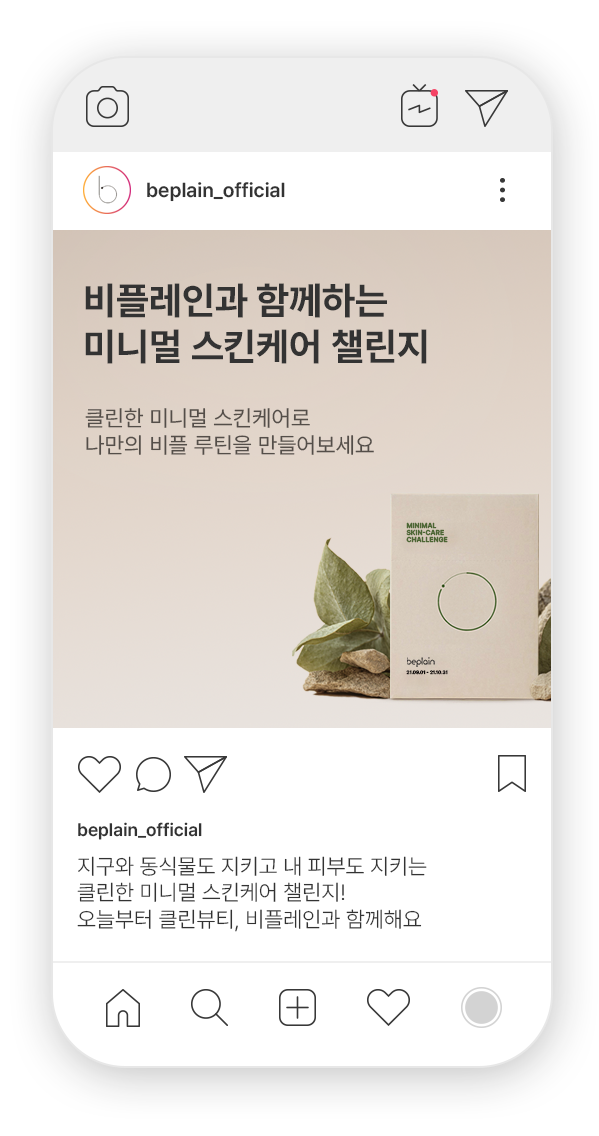 beplain_official
비플레인과 함께하는
미니멀 스킨케어 챌린지
클린한 미니멀 스킨케어로
나만의 비플 루틴을 만들어보세요
MINIMAL
SKIN-CARE
CHALLENGE
beplain
21.09.01 - 21.10.31
beplain_official
지구와 동식물도 지키고 내 피부도 지키는
클린한 미니멀 스킨케어 챌린지!
오늘부터 클린뷰티, 비플레인과 함께해요